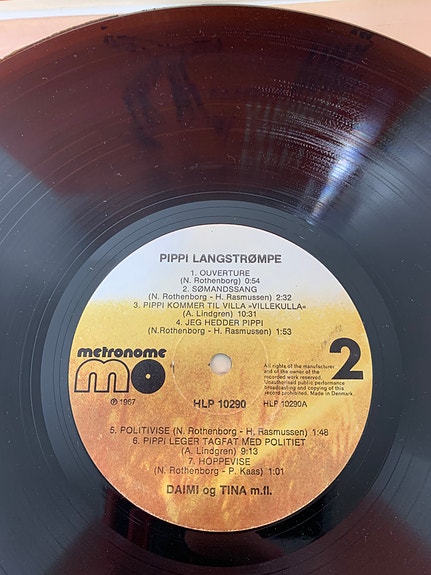 PIPPI LANGSTRØMPE
1. OUVERTURE
(N. Rothenborg) 0:54
2. SØMANDSSANG
(N. Rothenborg - H. Rasmussen) 2:32
3. PIPPI KOMMER TIL VILLA »VILLEKULLA«
(A. Lindgren) 10:31
4. JEG HEDDER PIPPI
(N.Rothenborg - H. Rasmussen) 1:53
metronome
mo
℗ 1967
HLP 10290
2
All rights of the manufacturer
and of the owner of the
recorded work reserved.
Unauthorised public performance
broadcasting and copying of this
record prohibited. Made in Denmark.
HLP 10290A
5. POLITIVISE (N. Rothenborg - H. Rasmussen) 1:48
6. PIPPI LEGER TAGFAT MED POLITIET
(A. Lindgren) 9:13
7. HOPPEVISE
(N. Rothenborg - P. Kaas) 1:01
DAIMI og TINA m.fl.